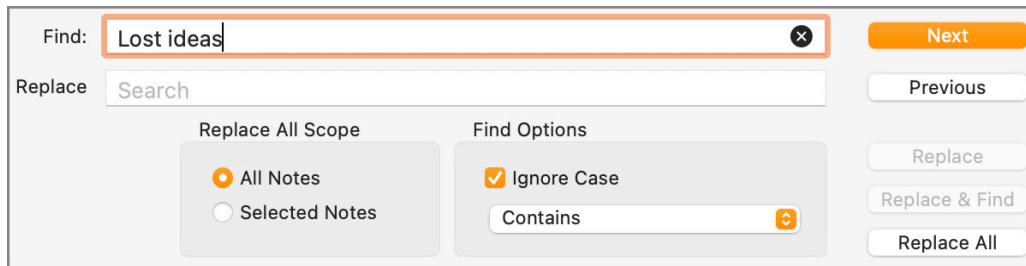 Find: Lost ideas Next
Replace Search Previous
Replace All Scope Find Options
All Notes Ignore Case Replace
Selected Notes Contains Replace & Find
Replace All